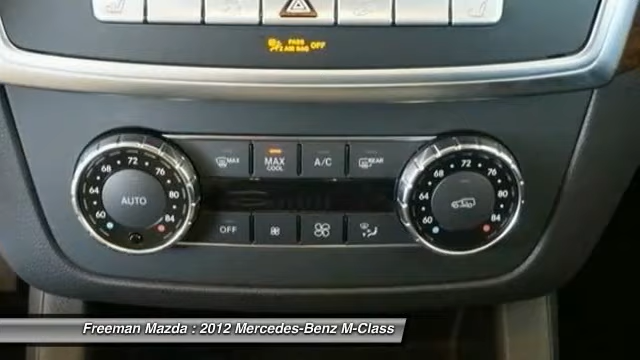 PASS
AIR BAG OFF
68 72 76
64 80
60 84
AUTO
MAX
MAX
COOL
A/C
REAR
OFF
68 72 76
64 80
60 84
Freeman Mazda : 2012 Mercedes-Benz M-Class